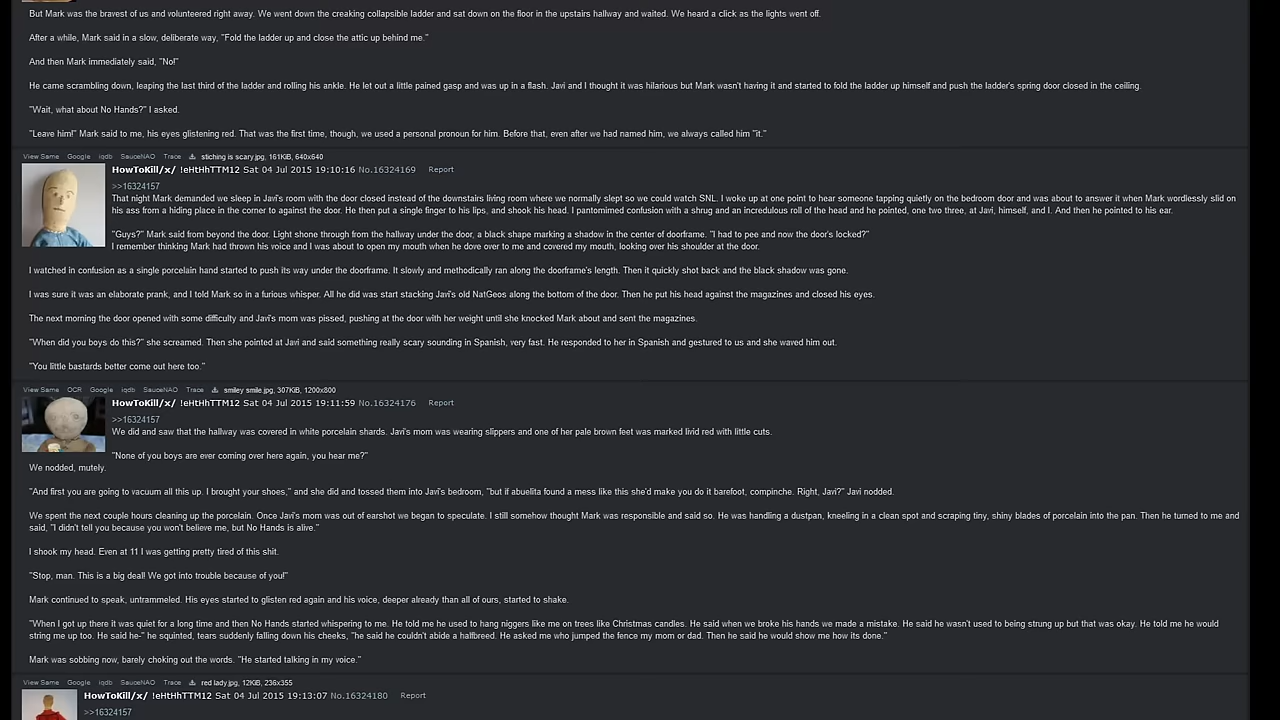 But Mark was the bravest of us and volunteered right away. We went down the creaking collapsible ladder and sat down on the floor in the upstairs hallway and waited. We heard a click as the lights went off.
After a while, Mark said in a slow, deliberate way, "Fold the ladder up and close the attic up behind me."
And then Mark immediately said, "No!"
He came scrambling down, leaping the last third of the ladder and rolling his ankle. He let out a little pained gasp and was up in a flash. Javi and I thought it was hilarious but Mark wasn't having it and started to fold the ladder up himself and push the ladder's spring door closed in the ceiling.
"Wait, what about No Hands?" I asked.
"Leave him!" Mark said to me, his eyes glistening red. That was the first time, though, we used a personal pronoun for him. Before that, even after we had named him, we always called him "it."
View Same Google iqdb SauceNAO Trace stiching is scary.jpg, 161KiB, 640x640
HowToKill/x/ !eHtHhTTM12 Sat 04 Jul 2015 19:10:16 No.16324169 Report
>>16324157
That night Mark demanded we sleep in Javi's room with the door closed instead of the downstairs living room where we normally slept so we could watch SNL. I woke up at one point to hear someone tapping quietly on the bedroom door and was about to answer it when Mark wordlessly slid on
his ass from a hiding place in the corner to against the door. He then put a single finger to his lips, and shook his head. I pantomimed confusion with a shrug and an incredulous roll of the head and he pointed, one two three, at Javi, himself, and I. And then he pointed to his ear.
"Guys?" Mark said from beyond the door. Light shone through from the hallway under the door, a black shape marking a shadow in the center of doorframe. "I had to pee and now the door's locked?"
I remember thinking Mark had thrown his voice and I was about to open my mouth when he dove over to me and covered my mouth, looking over his shoulder at the door.
I watched in confusion as a single porcelain hand started to push its way under the doorframe. It slowly and methodically ran along the doorframe's length. Then it quickly shot back and the black shadow was gone.
I was sure it was an elaborate prank, and I told Mark so in a furious whisper. All he did was start stacking Javi's old NatGeos along the bottom of the door. Then he put his head against the magazines and closed his eyes.
The next morning the door opened with some difficulty and Javi's mom was pissed, pushing at the door with her weight until she knocked Mark about and sent the magazines.
"When did you boys do this?" she screamed. Then she pointed at Javi and said something really scary sounding in Spanish, very fast. He responded to her in Spanish and gestured to us and she waved him out.
"You little bastards better come out here too."
View Same OCR Google iqdb SauceNAO Trace smiley smile.jpg, 307KiB, 1200x800
HowToKill/x/ !eHtHhTTM12 Sat 04 Jul 2015 19:11:59 No.16324176 Report
>>16324157
We did and saw that the hallway was covered in white porcelain shards. Javi's mom was wearing slippers and one of her pale brown feet was marked livid red with little cuts.
"None of you boys are ever coming over here again, you hear me?"
We nodded, mutely.
"And first you are going to vacuum all this up. I brought your shoes," and she did and tossed them into Javi's bedroom, "but if abuelita found a mess like this she'd make you do it barefoot, compinche. Right, Javi?" Javi nodded.
We spent the next couple hours cleaning up the porcelain. Once Javi's mom was out of earshot we began to speculate. I still somehow thought Mark was responsible and said so. He was handling a dustpan, kneeling in a clean spot and scraping tiny, shiny blades of porcelain into the pan. Then he turned to me and
said, "I didn't tell you because you won't believe me, but No Hands is alive."
I shook my head. Even at 11 I was getting pretty tired of this shit.
"Stop, man. This is a big deal! We got into trouble because of you!"
Mark continued to speak, untrammeled. His eyes started to glisten red again and his voice, deeper already than all of ours, started to shake.
"When I got up there it was quiet for a long time and then No Hands started whispering to me. He told me he used to hang niggers like me on trees like Christmas candles. He said when we broke his hands we made a mistake. He said he wasn't used to being strung up but that was okay. He told me he would
string me up too. He said he-" he squinted, tears suddenly falling down his cheeks, "he said he couldn't abide a halfbreed. He asked me who jumped the fence my mom or dad. Then he said he would show me how its done."
Mark was sobbing now, barely choking out the words. "He started talking in my voice."
View Same Google iqdb SauceNAO Trace red lady.jpg, 12KiB, 236x355
HowToKill/x/ !eHtHhTTM12 Sat 04 Jul 2015 19:13:07 No.16324180 Report
>>16324157